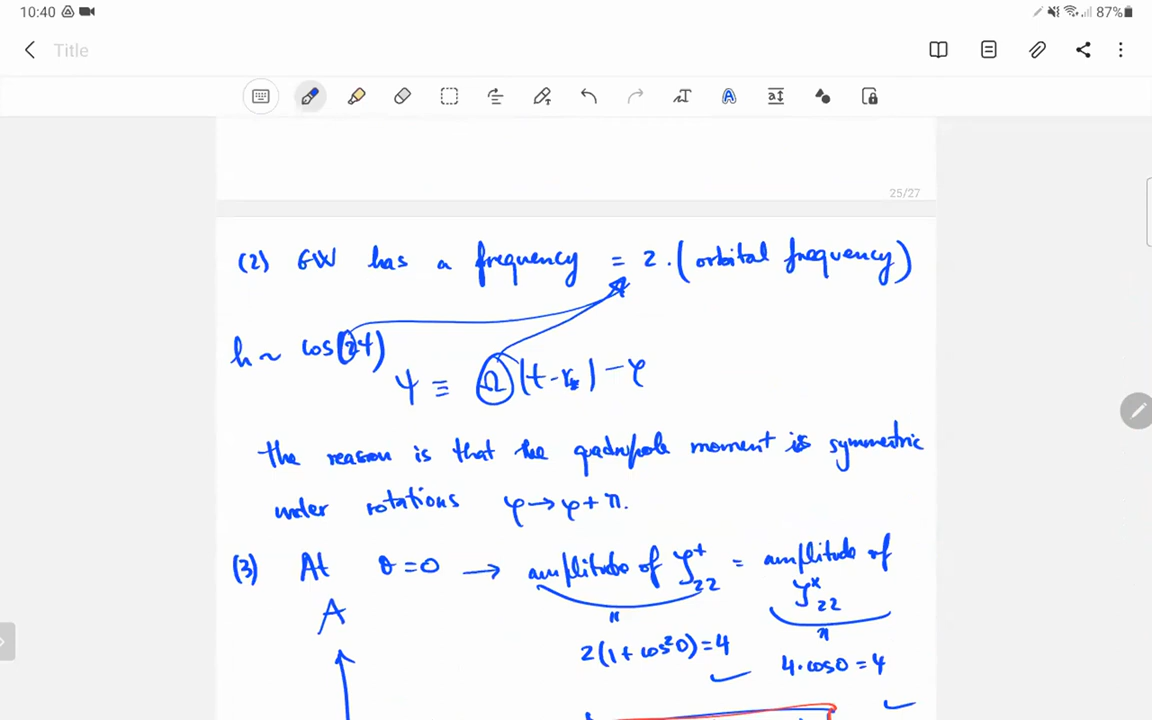 10:40
87%
Title
25/27
(2) GW has a frequency = 2.(orbital frequency)
h ~ cos(2ψ)
ψ ≡ Ω(t-r*) - φ
the reason is that the quadrupole moment is symmetric
under rotations φ→φ+π.
(3) At θ=0 → amplitude of ζ⁺₂₂ = amplitude of
ζˣ₂₂
A
2(1+cos²0)=4
4.cos0=4